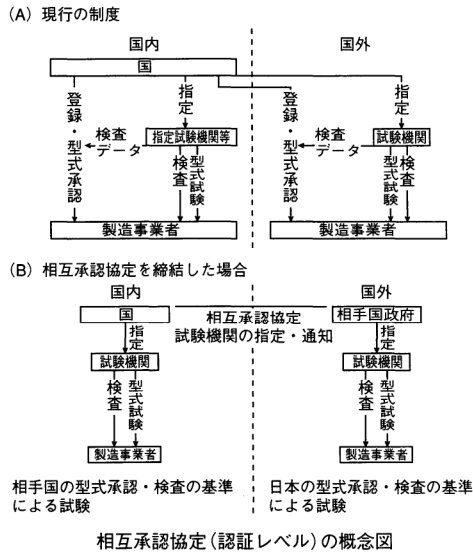 (A) 現行の制度
国内
国外
国
登録・型式承認
指定
指定試験機関等
検査
データ
検査
型式試験
製造事業者
登録・型式承認
指定
試験機関
検査
データ
型式試験
検査
製造事業者
(B) 相互承認協定を締結した場合
国内
国外
国
相互承認協定
試験機関の指定・通知
相手国政府
指定
試験機関
検査
型式試験
製造事業者
指定
試験機関
検査
型式試験
製造事業者
相手国の型式承認・検査の基準
による試験
日本の型式承認・検査の基準
による試験
相互承認協定(認証レベル)の概念図